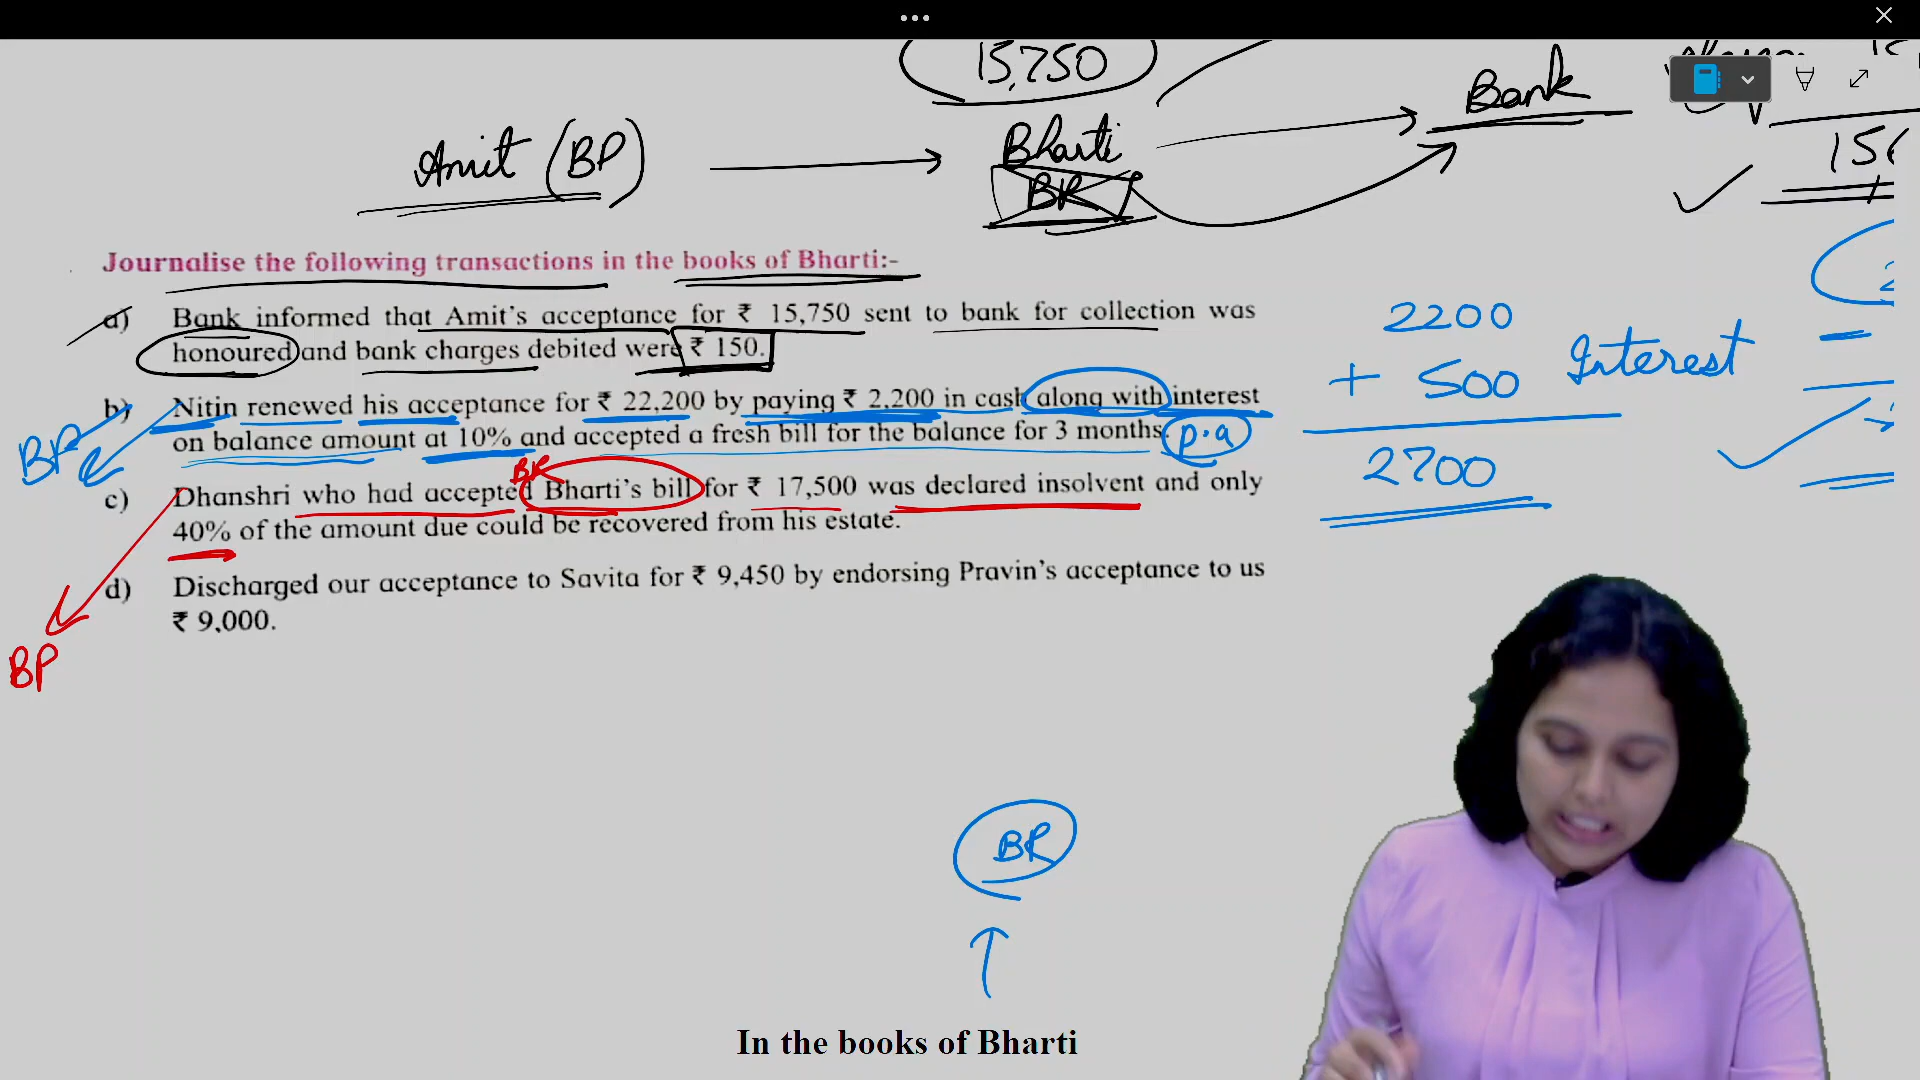 15,750
Bank
Amit (BP)
Bharti
BR
Journalise the following transactions in the books of Bharti:-
a) Bank informed that Amit's acceptance for ₹ 15,750 sent to bank for collection was
honoured and bank charges debited were ₹ 150.
b) Nitin renewed his acceptance for ₹ 22,200 by paying ₹ 2,200 in cash along with interest
on balance amount at 10% and accepted a fresh bill for the balance for 3 months. p.a
BP
c) Dhanshri who had accepted Bharti's bill for ₹ 17,500 was declared insolvent and only
BR
40% of the amount due could be recovered from his estate.
d) Discharged our acceptance to Savita for ₹ 9,450 by endorsing Pravin's acceptance to us
₹ 9,000.
BP
2200
+ 500 Interest
2700
BR
In the books of Bharti